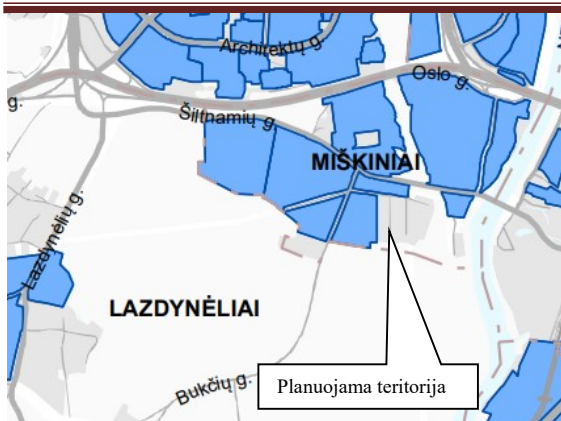 Architektų g.
Oslo g.
g.
Šiltnamių g
MIŠKINIAI
Lazdynėlių g.
LAZDYNĖLIAI
Bukčių g.
Planuojama teritorija